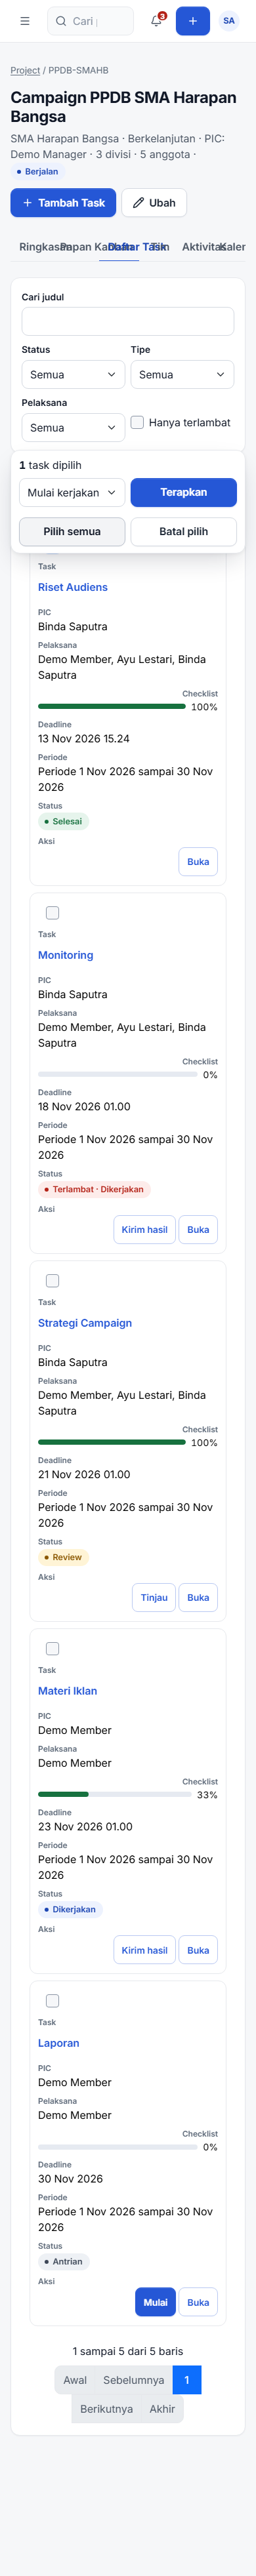 Cari
3
SA
Project / PPDB-SMAHB
Campaign PPDB SMA Harapan
Bangsa
SMA Harapan Bangsa · Berkelanjutan · PIC:
Demo Manager · 3 divisi · 5 anggota ·
Berjalan
Tambah Task
Ubah
Ringkasan Papan Kanban Daftar Task Tim Aktivitas Kaler
Cari judul
Status Tipe
Semua Semua
Pelaksana
Semua Hanya terlambat
1 task dipilih
Mulai kerjakan Terapkan
Pilih semua Batal pilih
Task
Riset Audiens
PIC
Binda Saputra
Pelaksana
Demo Member, Ayu Lestari, Binda
Saputra
Checklist
100%
Deadline
13 Nov 2026 15.24
Periode
Periode 1 Nov 2026 sampai 30 Nov
2026
Status
Selesai
Aksi
Buka
Task
Monitoring
PIC
Binda Saputra
Pelaksana
Demo Member, Ayu Lestari, Binda
Saputra
Checklist
0%
Deadline
18 Nov 2026 01.00
Periode
Periode 1 Nov 2026 sampai 30 Nov
2026
Status
Terlambat · Dikerjakan
Aksi
Kirim hasil Buka
Task
Strategi Campaign
PIC
Binda Saputra
Pelaksana
Demo Member, Ayu Lestari, Binda
Saputra
Checklist
100%
Deadline
21 Nov 2026 01.00
Periode
Periode 1 Nov 2026 sampai 30 Nov
2026
Status
Review
Aksi
Tinjau Buka
Task
Materi Iklan
PIC
Demo Member
Pelaksana
Demo Member
Checklist
33%
Deadline
23 Nov 2026 01.00
Periode
Periode 1 Nov 2026 sampai 30 Nov
2026
Status
Dikerjakan
Aksi
Kirim hasil Buka
Task
Laporan
PIC
Demo Member
Pelaksana
Demo Member
Checklist
0%
Deadline
30 Nov 2026
Periode
Periode 1 Nov 2026 sampai 30 Nov
2026
Status
Antrian
Aksi
Mulai Buka
1 sampai 5 dari 5 baris
Awal Sebelumnya 1
Berikutnya Akhir